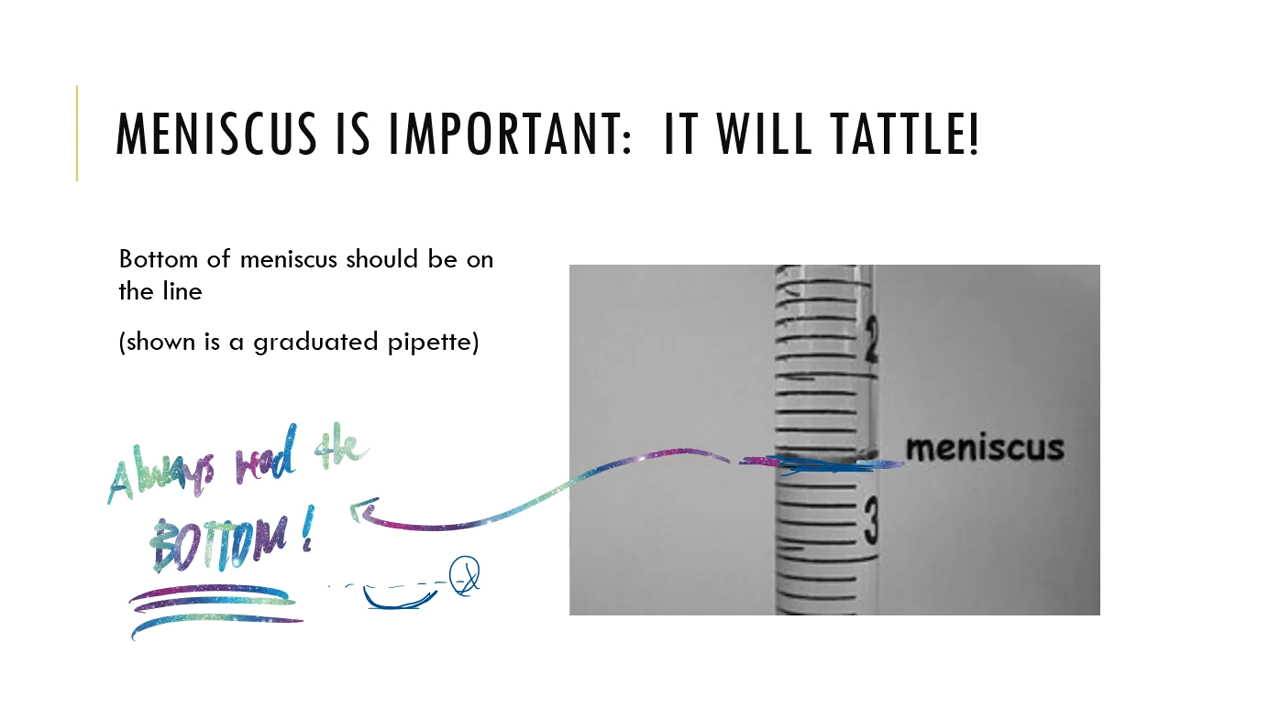 MENISCUS IS IMPORTANT: IT WILL TATTLE!
Bottom of meniscus should be on
the line
(shown is a graduated pipette)
Always read the
BOTTOM!
2
meniscus
3